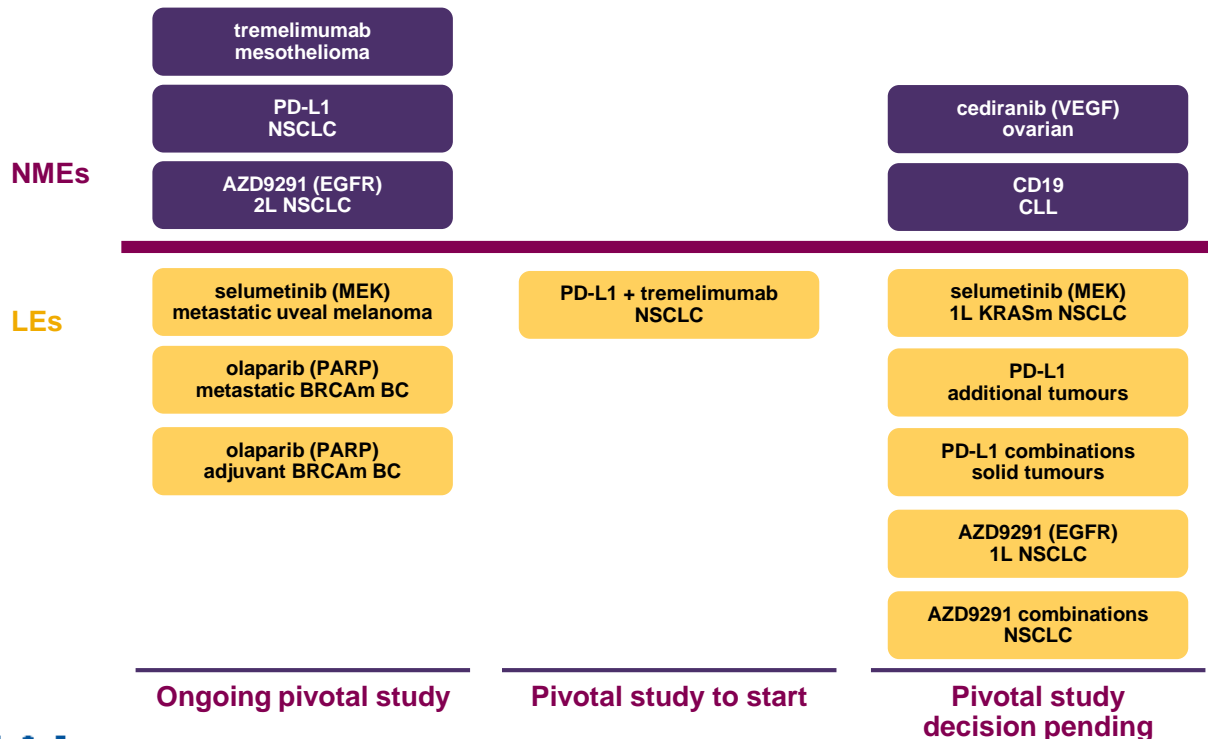 tremelimumab
mesothelioma
PD-L1
NSCLC
cediranib (VEGF)
ovarian
NMEs
AZD9291 (EGFR)
2L NSCLC
CD19
CLL
LEs
selumetinib (MEK)
metastatic uveal melanoma
PD-L1 + tremelimumab
NSCLC
selumetinib (MEK)
1L KRASm NSCLC
olaparib (PARP)
metastatic BRCAm BC
PD-L1
additional tumours
olaparib (PARP)
adjuvant BRCAm BC
PD-L1 combinations
solid tumours
AZD9291 (EGFR)
1L NSCLC
AZD9291 combinations
NSCLC
Ongoing pivotal study
Pivotal study to start
Pivotal study
decision pending